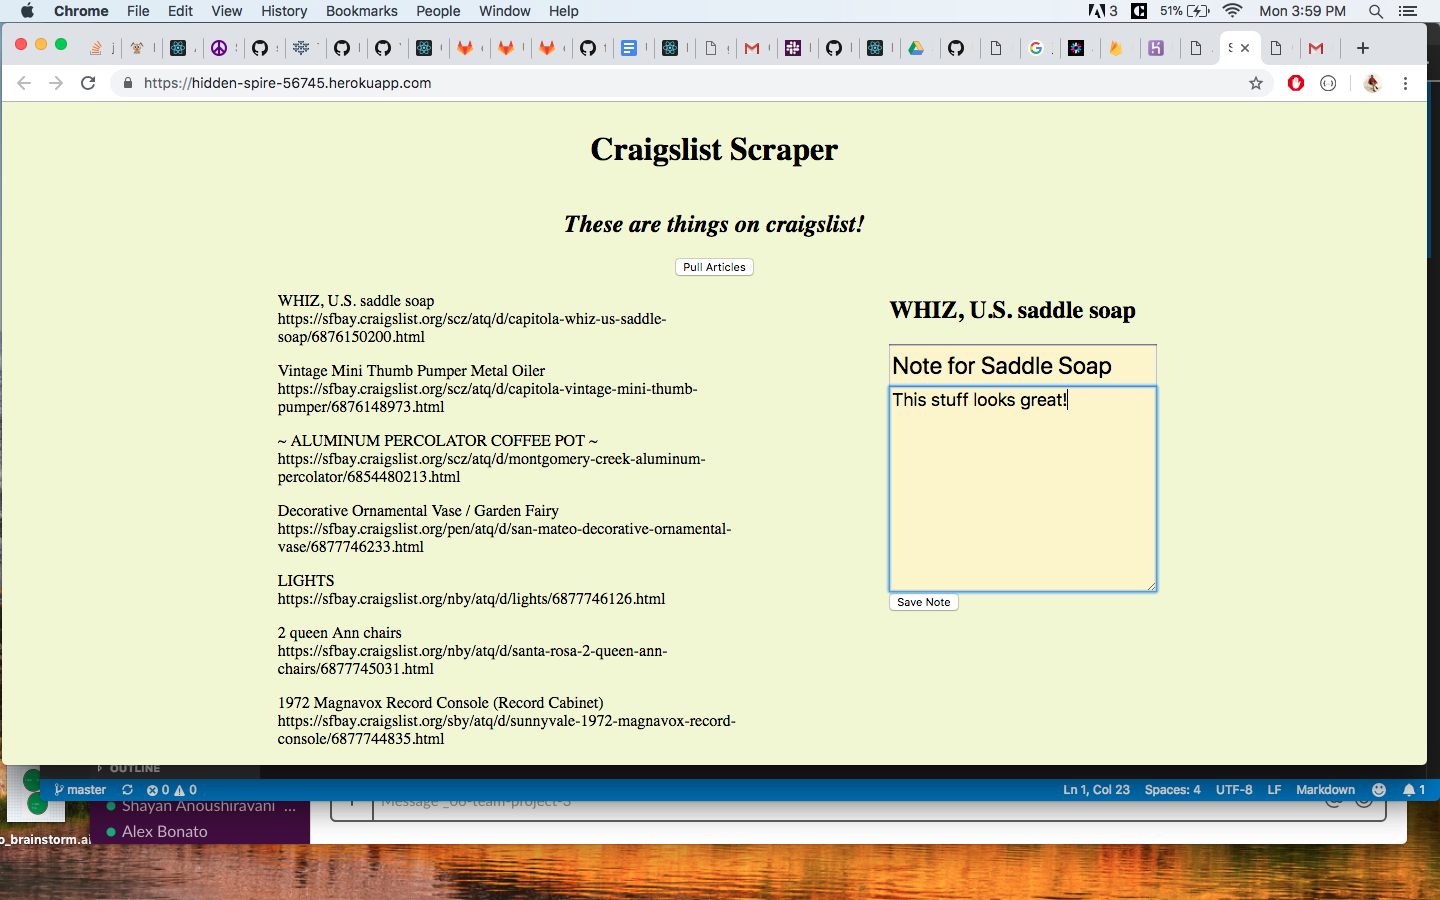 Chrome File Edit View History Bookmarks People Window Help 3 51% Mon 3:59 PM
https://hidden-spire-56745.herokuapp.com
Craigslist Scraper
These are things on craigslist!
Pull Articles
WHIZ, U.S. saddle soap
https://sfbay.craigslist.org/scz/atq/d/capitola-whiz-us-saddle-
soap/6876150200.html
Vintage Mini Thumb Pumper Metal Oiler
https://sfbay.craigslist.org/scz/atq/d/capitola-vintage-mini-thumb-
pumper/6876148973.html
~ ALUMINUM PERCOLATOR COFFEE POT ~
https://sfbay.craigslist.org/scz/atq/d/montgomery-creek-aluminum-
percolator/6854480213.html
Decorative Ornamental Vase / Garden Fairy
https://sfbay.craigslist.org/pen/atq/d/san-mateo-decorative-ornamental-
vase/6877746233.html
LIGHTS
https://sfbay.craigslist.org/nby/atq/d/lights/6877746126.html
2 queen Ann chairs
https://sfbay.craigslist.org/nby/atq/d/santa-rosa-2-queen-ann-
chairs/6877745031.html
1972 Magnavox Record Console (Record Cabinet)
https://sfbay.craigslist.org/sby/atq/d/sunnyvale-1972-magnavox-record-
console/6877744835.html
WHIZ, U.S. saddle soap
Note for Saddle Soap
This stuff looks great!
Save Note
OUTLINE
master 0 0 Ln 1, Col 23 Spaces: 4 UTF-8 LF Markdown 1
Shayan Anoushiravani ...
Message _06-team-project-3
Alex Bonato
o_brainstorm.ai